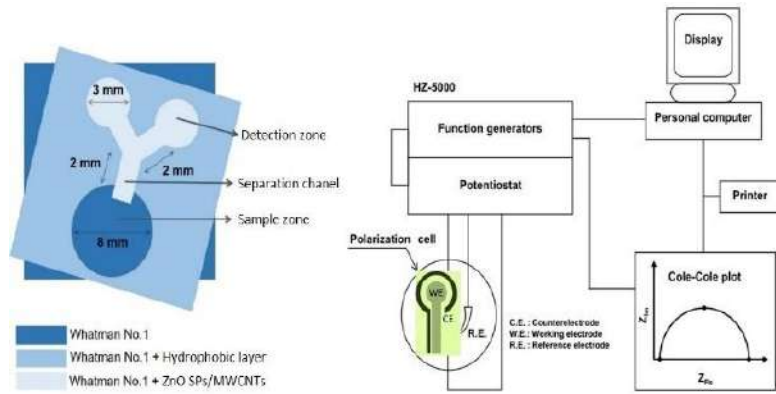 3 mm
Detection zone
2 mm
2 mm
Separation chanel
Sample zone
8 mm
Whatman No.1
Whatman No.1 + Hydrophobic layer
Whatman No.1 + ZnO SPs/MWCNTs
Display
HZ-5000
Function generators
Personal computer
Potentiostat
Printer
Polarization cell
WE
CE
R.E.
C.E. : Counterelectrode
W.E.: Working electrode
R.E. : Reference electrode
Cole-Cole plot
Z Im
Z Re